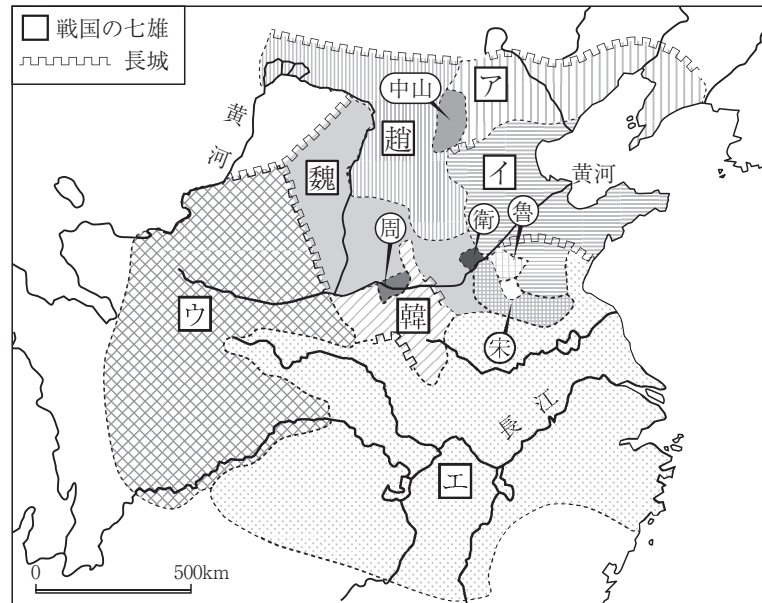 戦国の七雄
長城
中山
ア
黄河
趙
魏
イ
黄河
周
衛
魯
ウ
韓
宋
長江
エ
0 500km